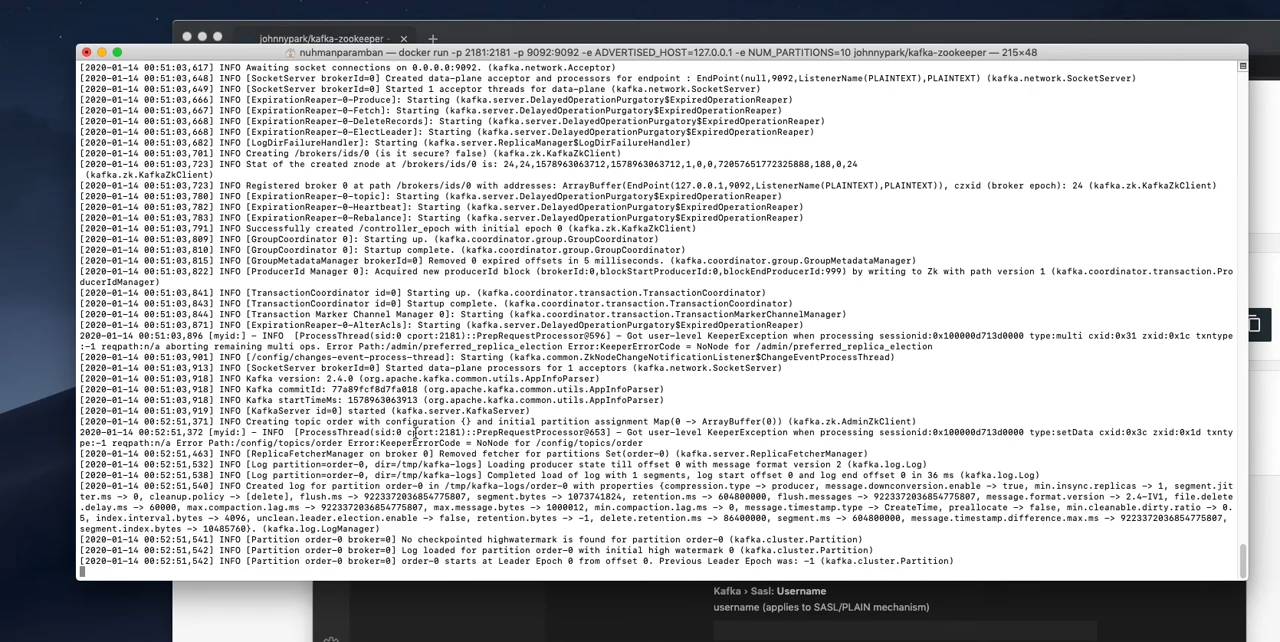 johnnypark/kafka-zookeeper -
nuhmanparamban — docker run -p 2181:2181 -p 9092:9092 -e ADVERTISED_HOST=127.0.0.1 -e NUM_PARTITIONS=10 johnnypark/kafka-zookeeper — 215×48
[2020-01-14 00:51:03,617] INFO Awaiting socket connections on 0.0.0.0:9092. (kafka.network.Acceptor)
[2020-01-14 00:51:03,648] INFO [SocketServer brokerId=0] Created data-plane acceptor and processors for endpoint : EndPoint(null,9092,ListenerName(PLAINTEXT),PLAINTEXT) (kafka.network.SocketServer)
[2020-01-14 00:51:03,649] INFO [SocketServer brokerId=0] Started 1 acceptor threads for data-plane (kafka.network.SocketServer)
[2020-01-14 00:51:03,666] INFO [ExpirationReaper-0-Produce]: Starting (kafka.server.DelayedOperationPurgatory$ExpiredOperationReaper)
[2020-01-14 00:51:03,667] INFO [ExpirationReaper-0-Fetch]: Starting (kafka.server.DelayedOperationPurgatory$ExpiredOperationReaper)
[2020-01-14 00:51:03,668] INFO [ExpirationReaper-0-DeleteRecords]: Starting (kafka.server.DelayedOperationPurgatory$ExpiredOperationReaper)
[2020-01-14 00:51:03,668] INFO [ExpirationReaper-0-ElectLeader]: Starting (kafka.server.DelayedOperationPurgatory$ExpiredOperationReaper)
[2020-01-14 00:51:03,682] INFO [LogDirFailureHandler]: Starting (kafka.server.ReplicaManager$LogDirFailureHandler)
[2020-01-14 00:51:03,701] INFO Creating /brokers/ids/0 (is it secure? false) (kafka.zk.KafkaZkClient)
[2020-01-14 00:51:03,723] INFO Stat of the created znode at /brokers/ids/0 is: 24,24,1578963063712,1578963063712,1,0,0,72057651772325888,188,0,24
(kafka.zk.KafkaZkClient)
[2020-01-14 00:51:03,723] INFO Registered broker 0 at path /brokers/ids/0 with addresses: ArrayBuffer(EndPoint(127.0.0.1,9092,ListenerName(PLAINTEXT),PLAINTEXT)), czxid (broker epoch): 24 (kafka.zk.KafkaZkClient)
[2020-01-14 00:51:03,780] INFO [ExpirationReaper-0-topic]: Starting (kafka.server.DelayedOperationPurgatory$ExpiredOperationReaper)
[2020-01-14 00:51:03,782] INFO [ExpirationReaper-0-Heartbeat]: Starting (kafka.server.DelayedOperationPurgatory$ExpiredOperationReaper)
[2020-01-14 00:51:03,783] INFO [ExpirationReaper-0-Rebalance]: Starting (kafka.server.DelayedOperationPurgatory$ExpiredOperationReaper)
[2020-01-14 00:51:03,791] INFO Successfully created /controller_epoch with initial epoch 0 (kafka.zk.KafkaZkClient)
[2020-01-14 00:51:03,809] INFO [GroupCoordinator 0]: Starting up. (kafka.coordinator.group.GroupCoordinator)
[2020-01-14 00:51:03,810] INFO [GroupCoordinator 0]: Startup complete. (kafka.coordinator.group.GroupCoordinator)
[2020-01-14 00:51:03,815] INFO [GroupMetadataManager brokerId=0] Removed 0 expired offsets in 5 milliseconds. (kafka.coordinator.group.GroupMetadataManager)
[2020-01-14 00:51:03,822] INFO [ProducerId Manager 0]: Acquired new producerId block (brokerId:0,blockStartProducerId:0,blockEndProducerId:999) by writing to Zk with path version 1 (kafka.coordinator.transaction.Pro
ducerIdManager)
[2020-01-14 00:51:03,841] INFO [TransactionCoordinator id=0] Starting up. (kafka.coordinator.transaction.TransactionCoordinator)
[2020-01-14 00:51:03,843] INFO [TransactionCoordinator id=0] Startup complete. (kafka.coordinator.transaction.TransactionCoordinator)
[2020-01-14 00:51:03,844] INFO [Transaction Marker Channel Manager 0]: Starting (kafka.coordinator.transaction.TransactionMarkerChannelManager)
[2020-01-14 00:51:03,871] INFO [ExpirationReaper-0-AlterAcls]: Starting (kafka.server.DelayedOperationPurgatory$ExpiredOperationReaper)
2020-01-14 00:51:03,896 [myid:] - INFO  [ProcessThread(sid:0 cport:2181)::PrepRequestProcessor@596] - Got user-level KeeperException when processing sessionid:0x100000d713d0000 type:multi cxid:0x31 zxid:0x1c txntype
:-1 reqpath:n/a aborting remaining multi ops. Error Path:/admin/preferred_replica_election Error:KeeperErrorCode = NoNode for /admin/preferred_replica_election
[2020-01-14 00:51:03,901] INFO [/config/changes-event-process-thread]: Starting (kafka.common.ZkNodeChangeNotificationListener$ChangeEventProcessThread)
[2020-01-14 00:51:03,913] INFO [SocketServer brokerId=0] Started data-plane processors for 1 acceptors (kafka.network.SocketServer)
[2020-01-14 00:51:03,918] INFO Kafka version: 2.4.0 (org.apache.kafka.common.utils.AppInfoParser)
[2020-01-14 00:51:03,918] INFO Kafka commitId: 77a89fcf8d7fa018 (org.apache.kafka.common.utils.AppInfoParser)
[2020-01-14 00:51:03,918] INFO Kafka startTimeMs: 1578963063913 (org.apache.kafka.common.utils.AppInfoParser)
[2020-01-14 00:51:03,919] INFO [KafkaServer id=0] started (kafka.server.KafkaServer)
[2020-01-14 00:52:51,371] INFO Creating topic order with configuration {} and initial partition assignment Map(0 -> ArrayBuffer(0)) (kafka.zk.AdminZkClient)
2020-01-14 00:52:51,372 [myid:] - INFO  [ProcessThread(sid:0 cport:2181)::PrepRequestProcessor@653] - Got user-level KeeperException when processing sessionid:0x100000d713d0000 type:setData cxid:0x3c zxid:0x1d txnty
pe:-1 reqpath:n/a Error Path:/config/topics/order Error:KeeperErrorCode = NoNode for /config/topics/order
[2020-01-14 00:52:51,463] INFO [ReplicaFetcherManager on broker 0] Removed fetcher for partitions Set(order-0) (kafka.server.ReplicaFetcherManager)
[2020-01-14 00:52:51,532] INFO [Log partition=order-0, dir=/tmp/kafka-logs] Loading producer state till offset 0 with message format version 2 (kafka.log.Log)
[2020-01-14 00:52:51,538] INFO [Log partition=order-0, dir=/tmp/kafka-logs] Completed load of log with 1 segments, log start offset 0 and log end offset 0 in 36 ms (kafka.log.Log)
[2020-01-14 00:52:51,540] INFO Created log for partition order-0 in /tmp/kafka-logs/order-0 with properties {compression.type -> producer, message.downconversion.enable -> true, min.insync.replicas -> 1, segment.jit
ter.ms -> 0, cleanup.policy -> [delete], flush.ms -> 9223372036854775807, segment.bytes -> 1073741824, retention.ms -> 604800000, flush.messages -> 9223372036854775807, message.format.version -> 2.4-IV1, file.delete
.delay.ms -> 60000, max.compaction.lag.ms -> 9223372036854775807, max.message.bytes -> 1000012, min.compaction.lag.ms -> 0, message.timestamp.type -> CreateTime, preallocate -> false, min.cleanable.dirty.ratio -> 0.
5, index.interval.bytes -> 4096, unclean.leader.election.enable -> false, retention.bytes -> -1, delete.retention.ms -> 86400000, segment.ms -> 604800000, message.timestamp.difference.max.ms -> 9223372036854775807,
segment.index.bytes -> 10485760}. (kafka.log.LogManager)
[2020-01-14 00:52:51,541] INFO [Partition order-0 broker=0] No checkpointed highwatermark is found for partition order-0 (kafka.cluster.Partition)
[2020-01-14 00:52:51,542] INFO [Partition order-0 broker=0] Log loaded for partition order-0 with initial high watermark 0 (kafka.cluster.Partition)
[2020-01-14 00:52:51,542] INFO [Partition order-0 broker=0] order-0 starts at Leader Epoch 0 from offset 0. Previous Leader Epoch was: -1 (kafka.cluster.Partition)
Kafka › Sasl: Username
username (applies to SASL/PLAIN mechanism)